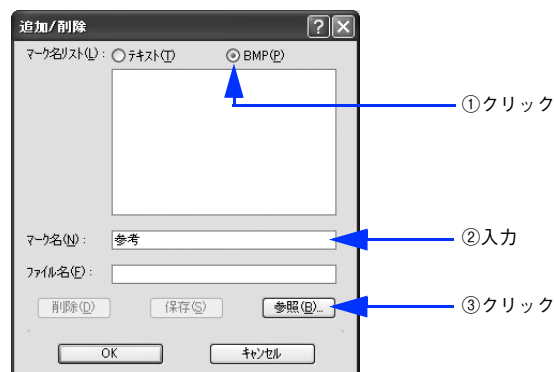 追加/削除
マーク名リスト(L): テキスト(T) BMP(P)
①クリック
マーク名(N): 参考
②入力
ファイル名(F):
削除(D) 保存(S) 参照(B)...
③クリック
OK キャンセル